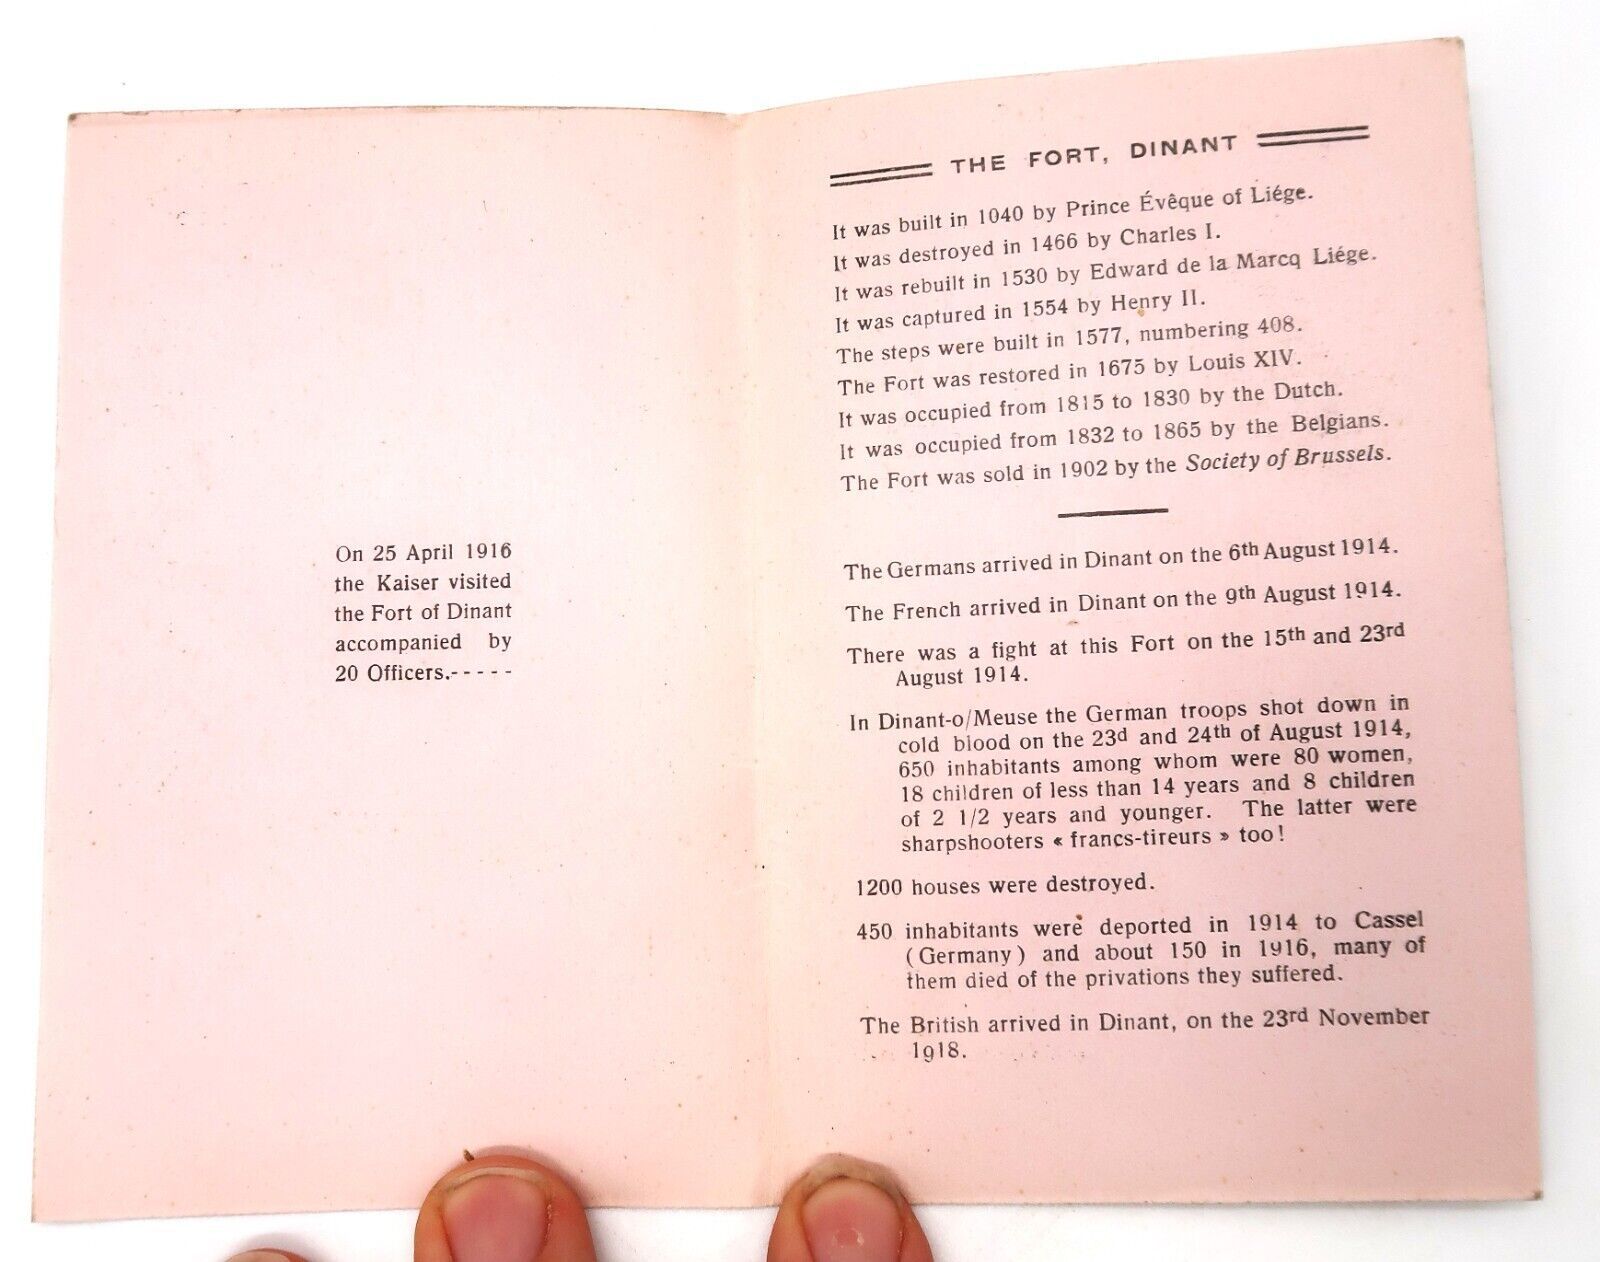 On 25 April 1916
the Kaiser visited
the Fort of Dinant
accompanied by
20 Officers.-----
THE FORT, DINANT
It was built in 1040 by Prince Évêque of Liége.
It was destroyed in 1466 by Charles I.
It was rebuilt in 1530 by Edward de la Marcq Liége.
It was captured in 1554 by Henry II.
The steps were built in 1577, numbering 408.
The Fort was restored in 1675 by Louis XIV.
It was occupied from 1815 to 1830 by the Dutch.
It was occupied from 1832 to 1865 by the Belgians.
The Fort was sold in 1902 by the Society of Brussels.
The Germans arrived in Dinant on the 6th August 1914.
The French arrived in Dinant on the 9th August 1914.
There was a fight at this Fort on the 15th and 23rd
August 1914.
In Dinant-o/Meuse the German troops shot down in
cold blood on the 23d and 24th of August 1914,
650 inhabitants among whom were 80 women,
18 children of less than 14 years and 8 children
of 2 1/2 years and younger. The latter were
sharpshooters « francs-tireurs » too!
1200 houses were destroyed.
450 inhabitants were deported in 1914 to Cassel
(Germany) and about 150 in 1916, many of
them died of the privations they suffered.
The British arrived in Dinant, on the 23rd November
1918.